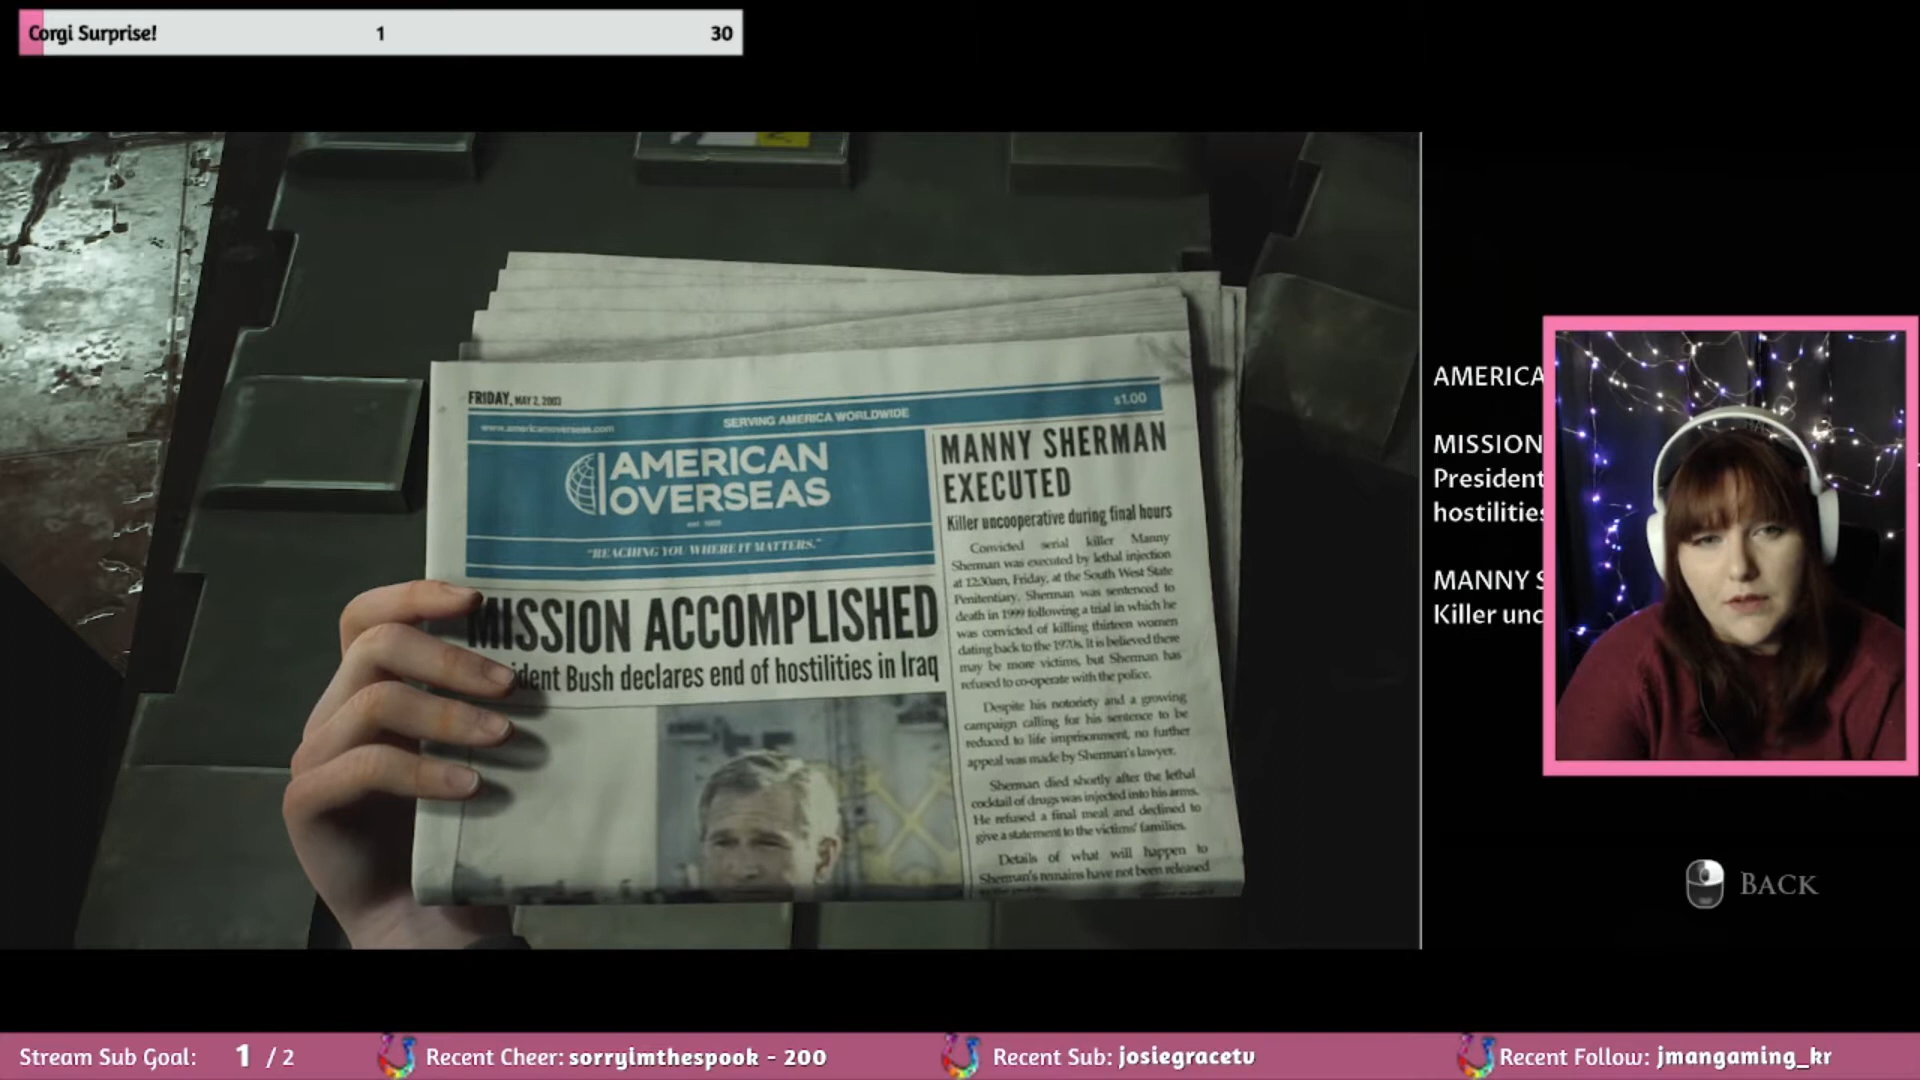 Corgi Surprise! 1 30
FRIDAY, MAY 2, 2003
www.americanoverseas.com SERVING AMERICA WORLDWIDE $1.00
AMERICAN
OVERSEAS
"REACHING YOU WHERE IT MATTERS."
MISSION ACCOMPLISHED
ident Bush declares end of hostilities in Iraq
MANNY SHERMAN
EXECUTED
Killer uncooperative during final hours
Convicted serial killer Manny
Sherman was executed by lethal injection
at 12:30am, Friday, at the South West State
Penitentiary. Sherman was sentenced to
death in 1999 following a trial in which he
was convicted of killing thirteen women
dating back to the 1970s. It is believed there
may be more victims, but Sherman has
refused to co-operate with the police.
Despite his notoriety and a growing
campaign calling for his sentence to be
reduced to life imprisonment, no further
appeal was made by Sherman's lawyer.
Sherman died shortly after the lethal
cocktail of drugs was injected into his arms.
He refused a final meal and declined to
give a statement to the victims' families.
Details of what will happen to
Sherman's remains have not been released
AMERICA
MISSION
President
hostilities
MANNY S
Killer unc
BACK
Stream Sub Goal: 1 / 2
Recent Cheer: sorryimthespook - 200
Recent Sub: josiegracetv
Recent Follow: jmangaming_kr